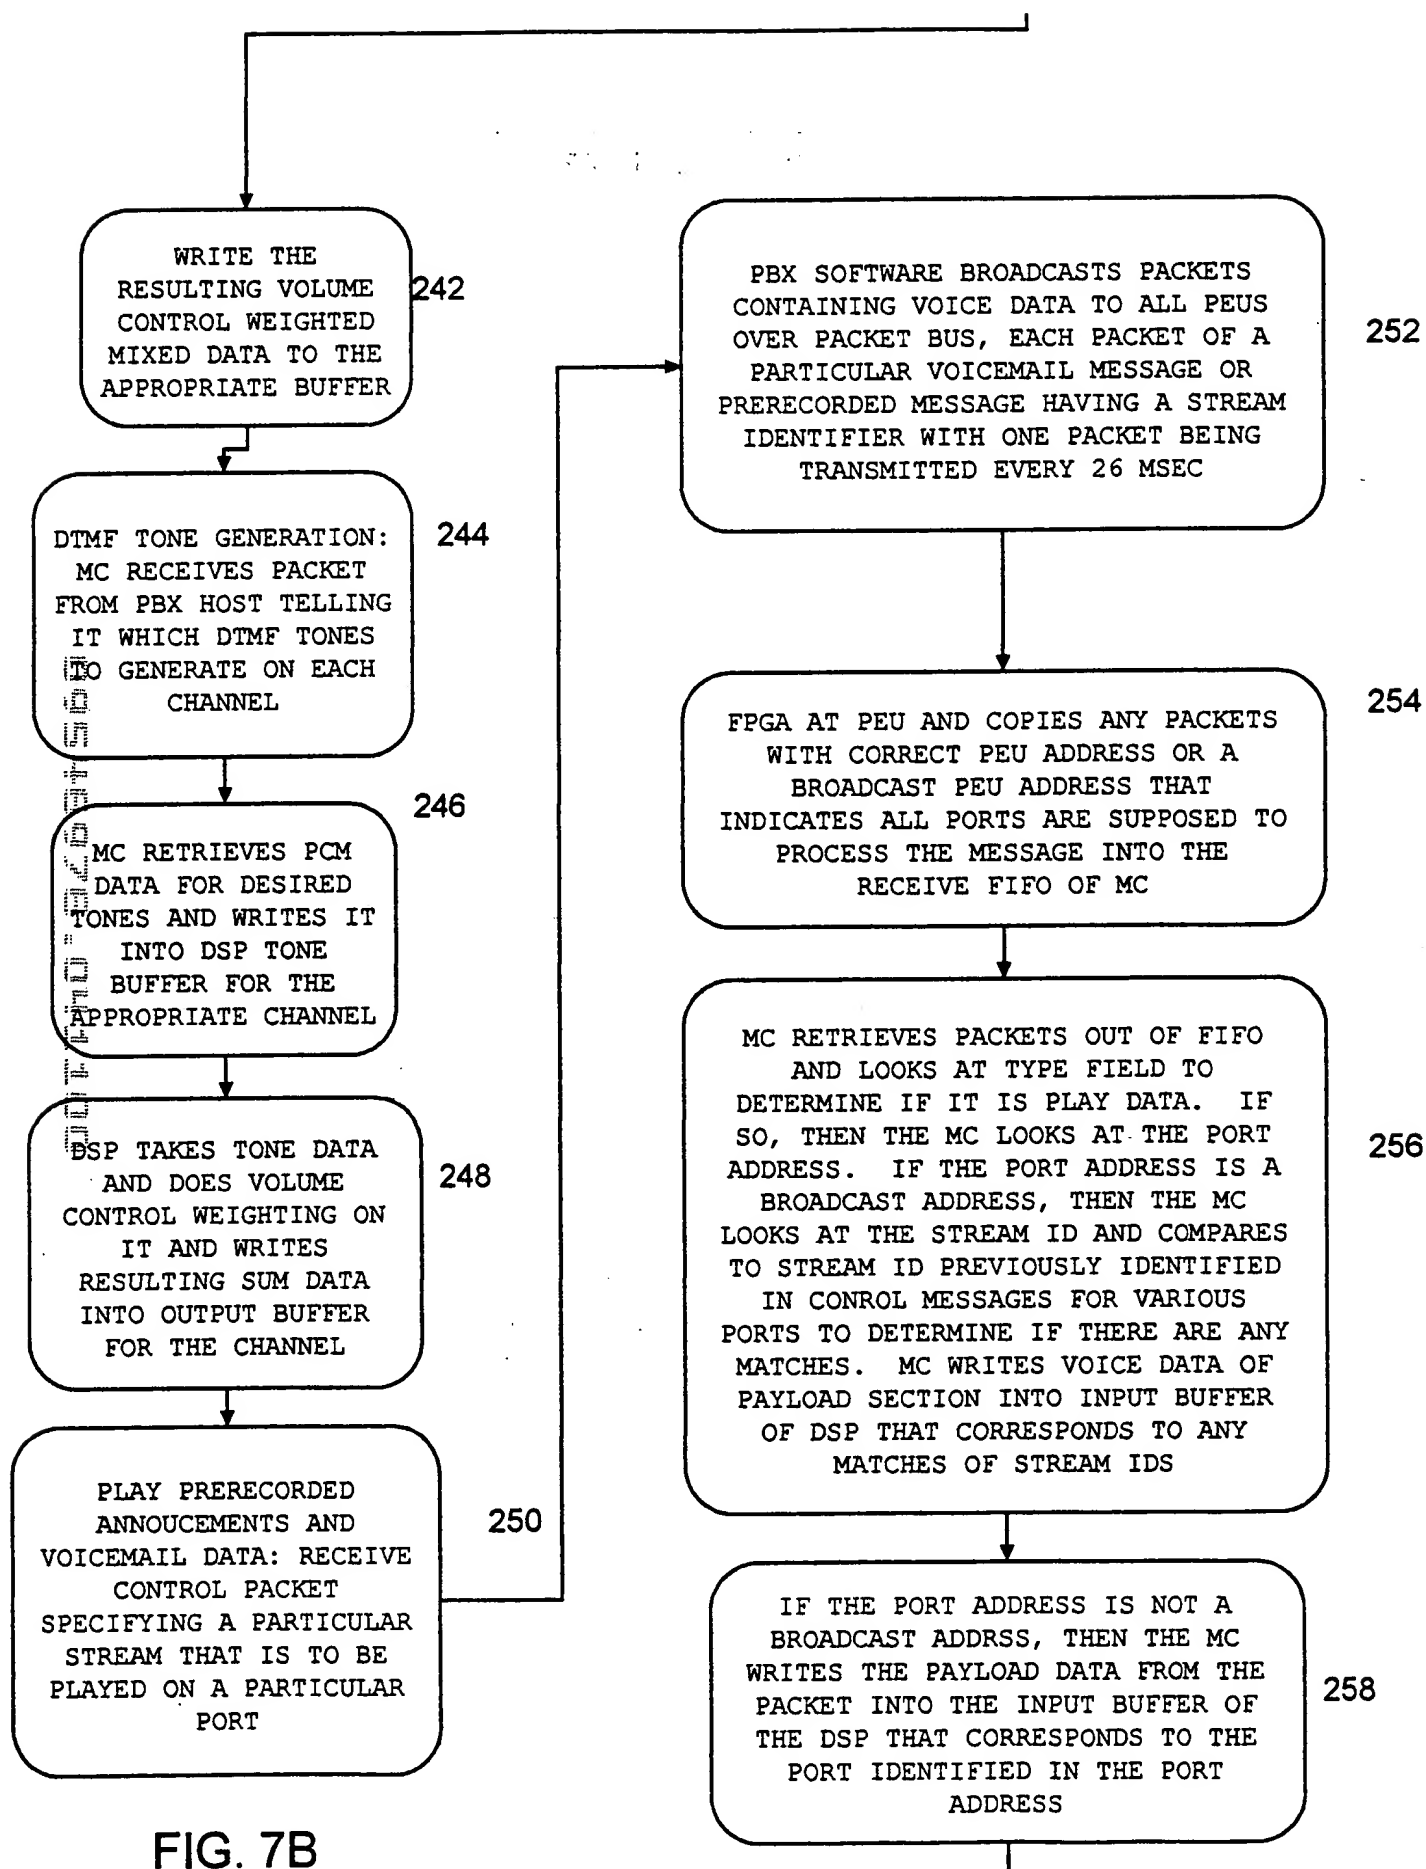 WRITE THE
RESULTING VOLUME
CONTROL WEIGHTED
MIXED DATA TO THE
APPROPRIATE BUFFER
242
DTMF TONE GENERATION:
MC RECEIVES PACKET
FROM PBX HOST TELLING
IT WHICH DTMF TONES
TO GENERATE ON EACH
CHANNEL
244
MC RETRIEVES PCM
DATA FOR DESIRED
TONES AND WRITES IT
INTO DSP TONE
BUFFER FOR THE
APPROPRIATE CHANNEL
246
DSP TAKES TONE DATA
AND DOES VOLUME
CONTROL WEIGHTING ON
IT AND WRITES
RESULTING SUM DATA
INTO OUTPUT BUFFER
FOR THE CHANNEL
248
PLAY PRERECORDED
ANNOUCEMENTS AND
VOICEMAIL DATA: RECEIVE
CONTROL PACKET
SPECIFYING A PARTICULAR
STREAM THAT IS TO BE
PLAYED ON A PARTICULAR
PORT
250
PBX SOFTWARE BROADCASTS PACKETS
CONTAINING VOICE DATA TO ALL PEUS
OVER PACKET BUS, EACH PACKET OF A
PARTICULAR VOICEMAIL MESSAGE OR
PRERECORDED MESSAGE HAVING A STREAM
IDENTIFIER WITH ONE PACKET BEING
TRANSMITTED EVERY 26 MSEC
252
FPGA AT PEU AND COPIES ANY PACKETS
WITH CORRECT PEU ADDRESS OR A
BROADCAST PEU ADDRESS THAT
INDICATES ALL PORTS ARE SUPPOSED TO
PROCESS THE MESSAGE INTO THE
RECEIVE FIFO OF MC
254
MC RETRIEVES PACKETS OUT OF FIFO
AND LOOKS AT TYPE FIELD TO
DETERMINE IF IT IS PLAY DATA. IF
SO, THEN THE MC LOOKS AT THE PORT
ADDRESS. IF THE PORT ADDRESS IS A
BROADCAST ADDRESS, THEN THE MC
LOOKS AT THE STREAM ID AND COMPARES
TO STREAM ID PREVIOUSLY IDENTIFIED
IN CONROL MESSAGES FOR VARIOUS
PORTS TO DETERMINE IF THERE ARE ANY
MATCHES. MC WRITES VOICE DATA OF
PAYLOAD SECTION INTO INPUT BUFFER
OF DSP THAT CORRESPONDS TO ANY
MATCHES OF STREAM IDS
256
IF THE PORT ADDRESS IS NOT A
BROADCAST ADDRSS, THEN THE MC
WRITES THE PAYLOAD DATA FROM THE
PACKET INTO THE INPUT BUFFER OF
THE DSP THAT CORRESPONDS TO THE
PORT IDENTIFIED IN THE PORT
ADDRESS
258
FIG. 7B